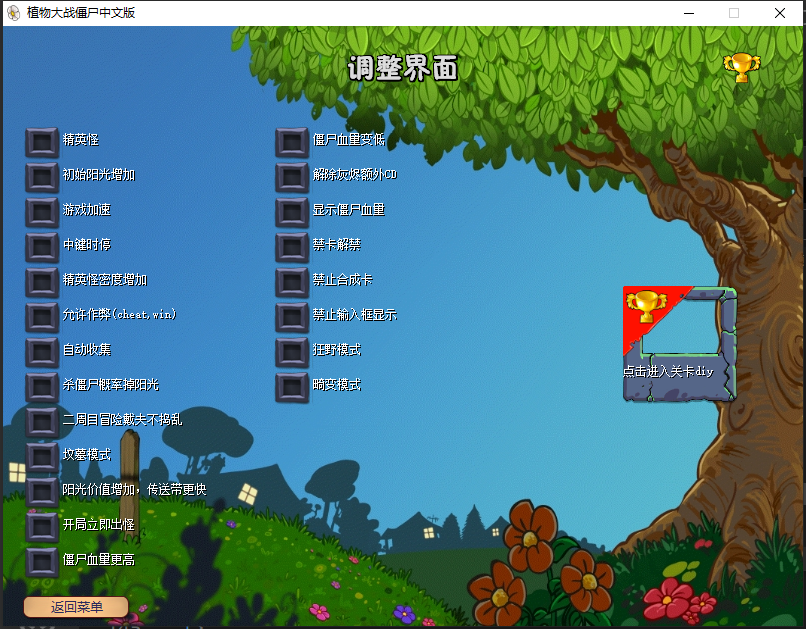 植物大战僵尸中文版
调整界面
精英怪
初始阳光增加
游戏加速
中键时停
精英怪密度增加
允许作弊(cheat,win)
自动收集
杀僵尸概率掉阳光
二周目冒险戴夫不捣乱
坟墓模式
阳光价值增加，传送带更快
开局立即出怪
僵尸血量更高
僵尸血量变低
解除灰烬额外CD
显示僵尸血量
禁卡解禁
禁止合成卡
禁止输入框显示
狂野模式
畸变模式
点击进入关卡diy
返回菜单